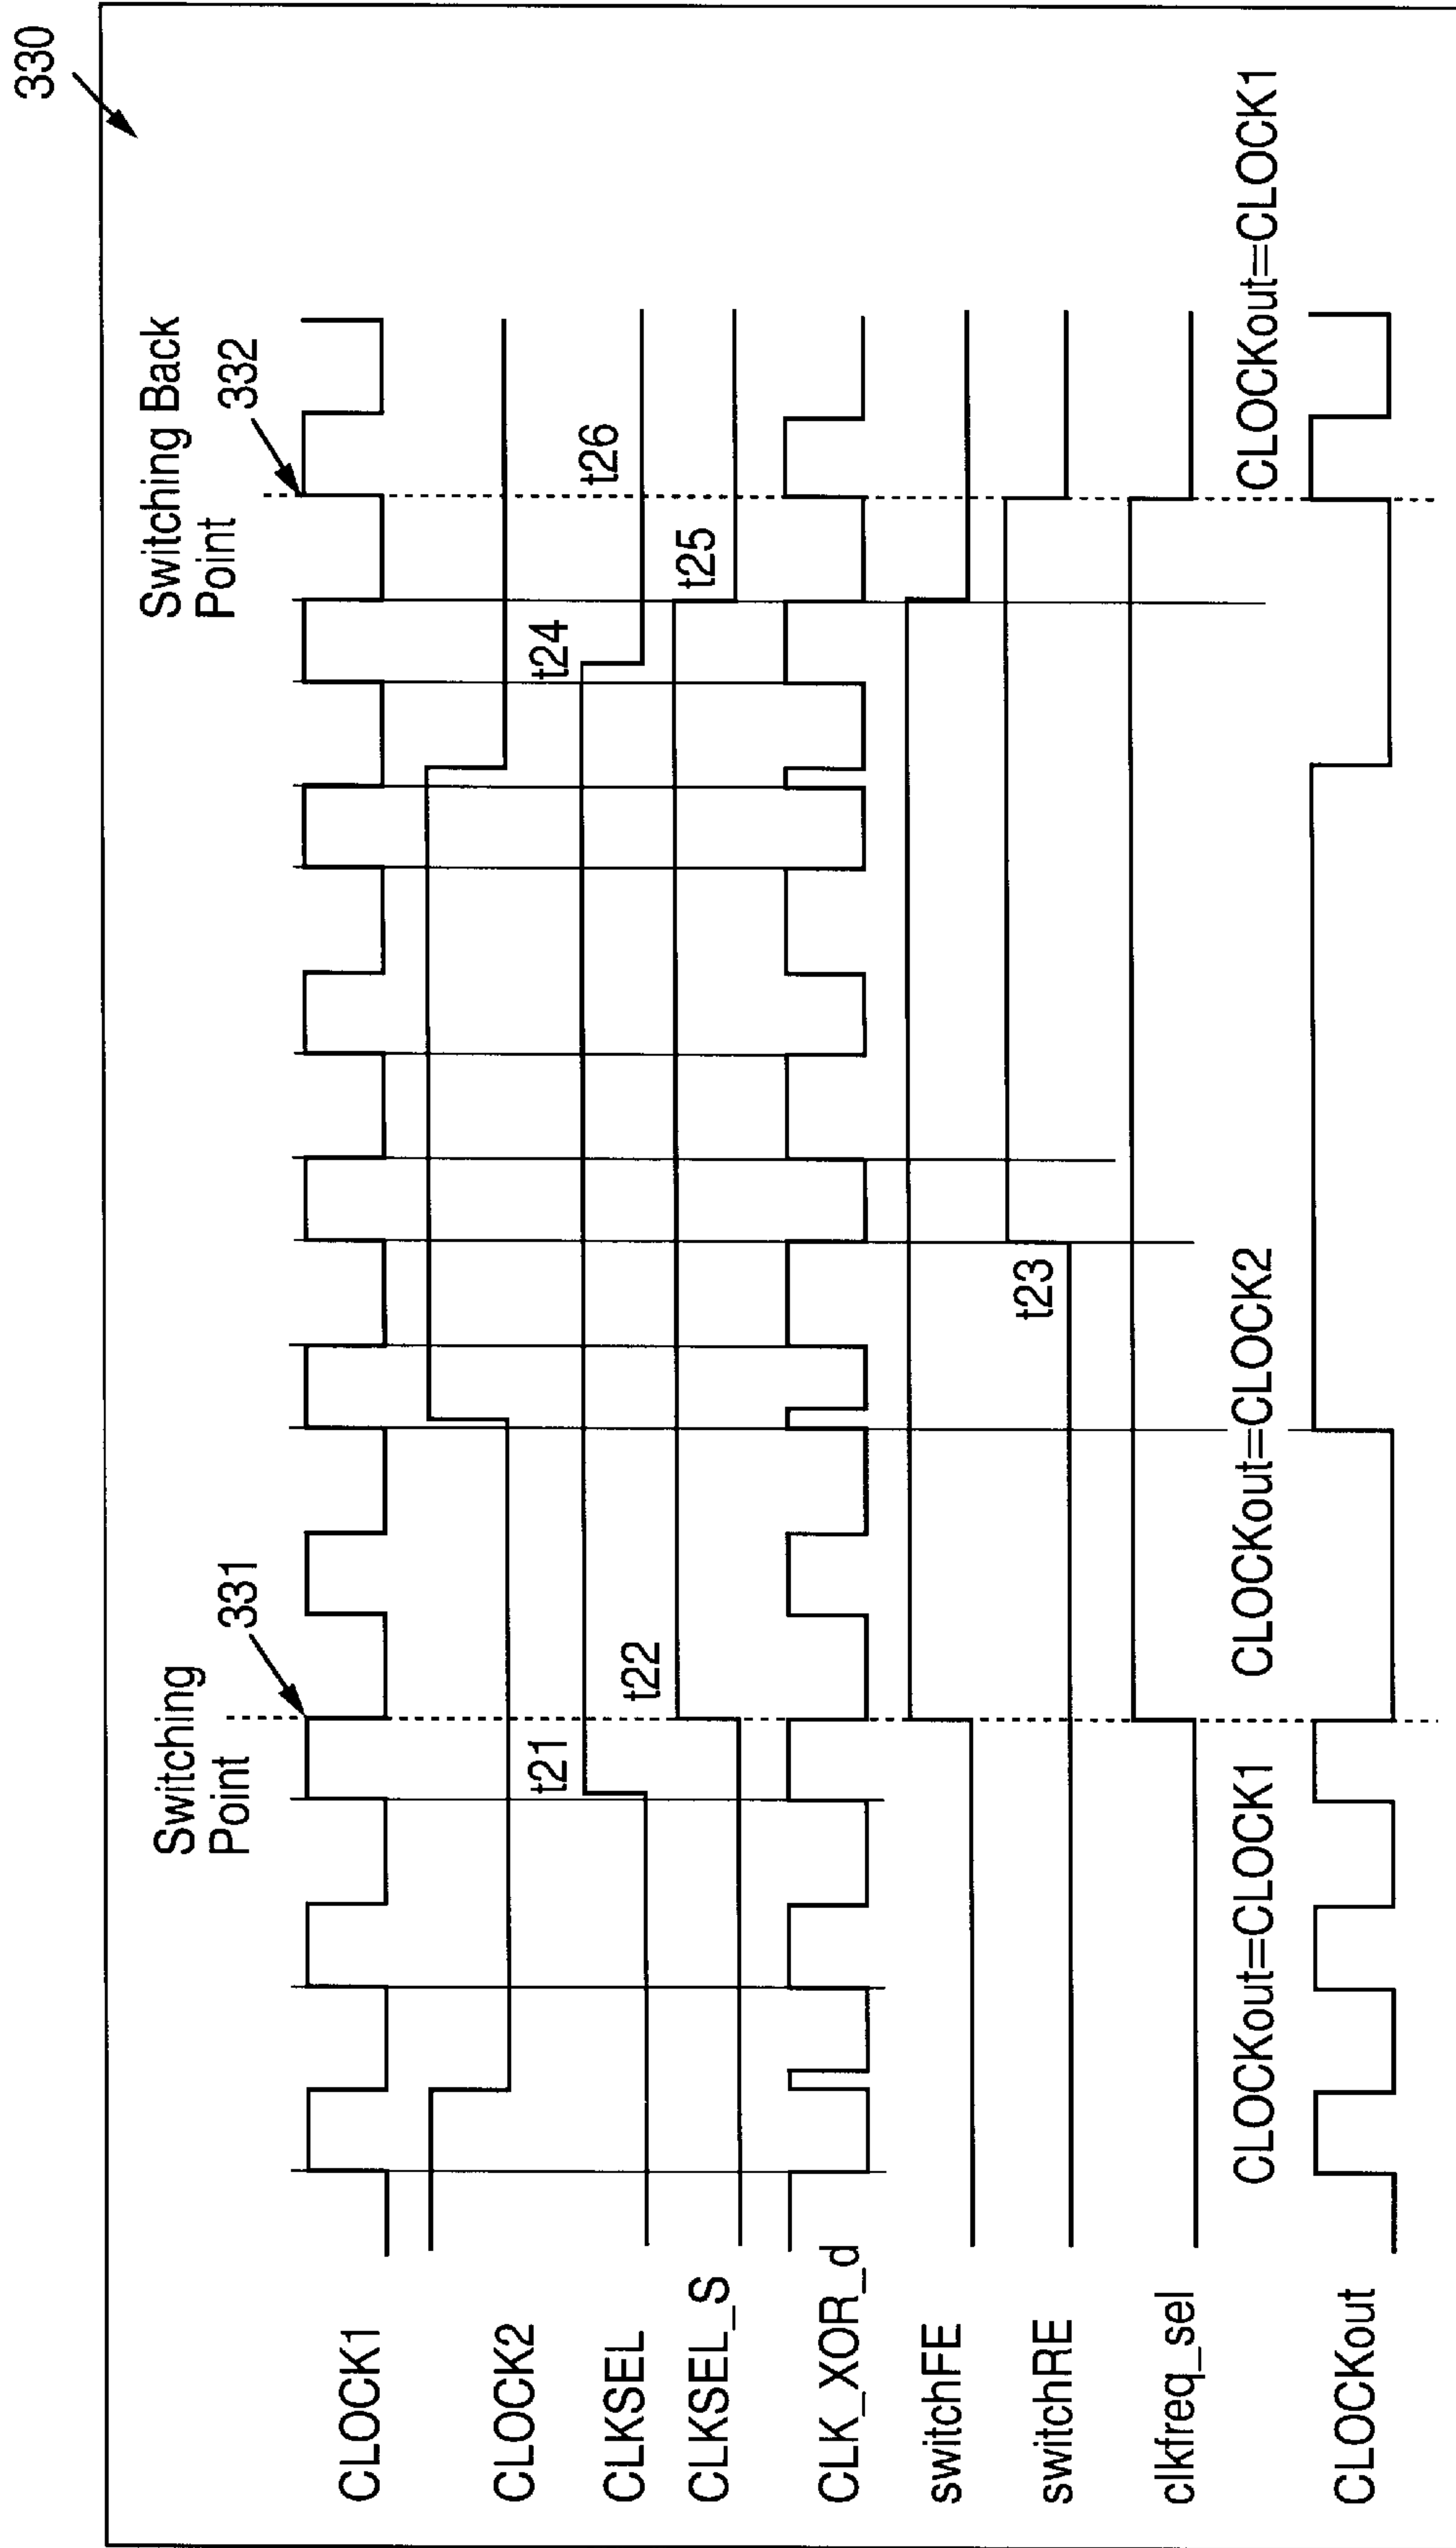 330
Switching
Point
331
Switching Back
Point
332
CLOCK1
CLOCK2
CLKSEL
t21
t24
t26
CLKSEL_S
t22
t25
CLK_XOR_d
switchFE
switchRE
t23
clkfreq_sel
CLOCKout=CLOCK1
CLOCKout=CLOCK2
CLOCKout=CLOCK1
CLOCKout